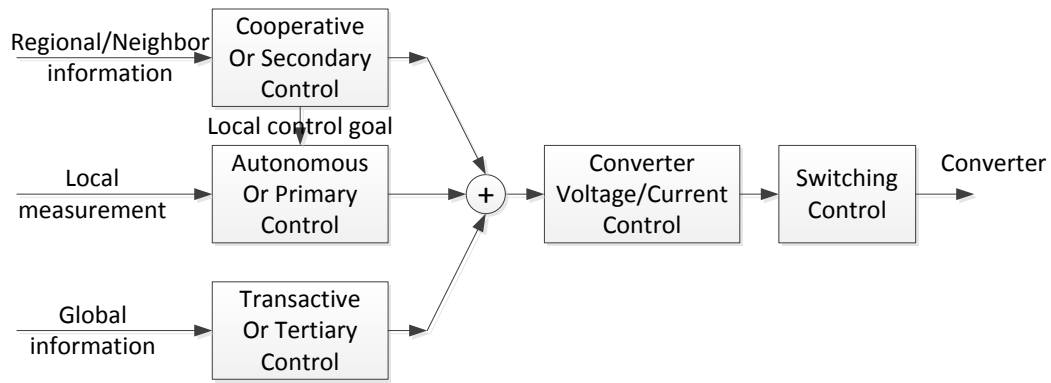 Regional/Neighbor
information
Cooperative
Or Secondary
Control
Local control goal
Local
measurement
Autonomous
Or Primary
Control
+
Converter
Voltage/Current
Control
Switching
Control
Converter
Global
information
Transactive
Or Tertiary
Control